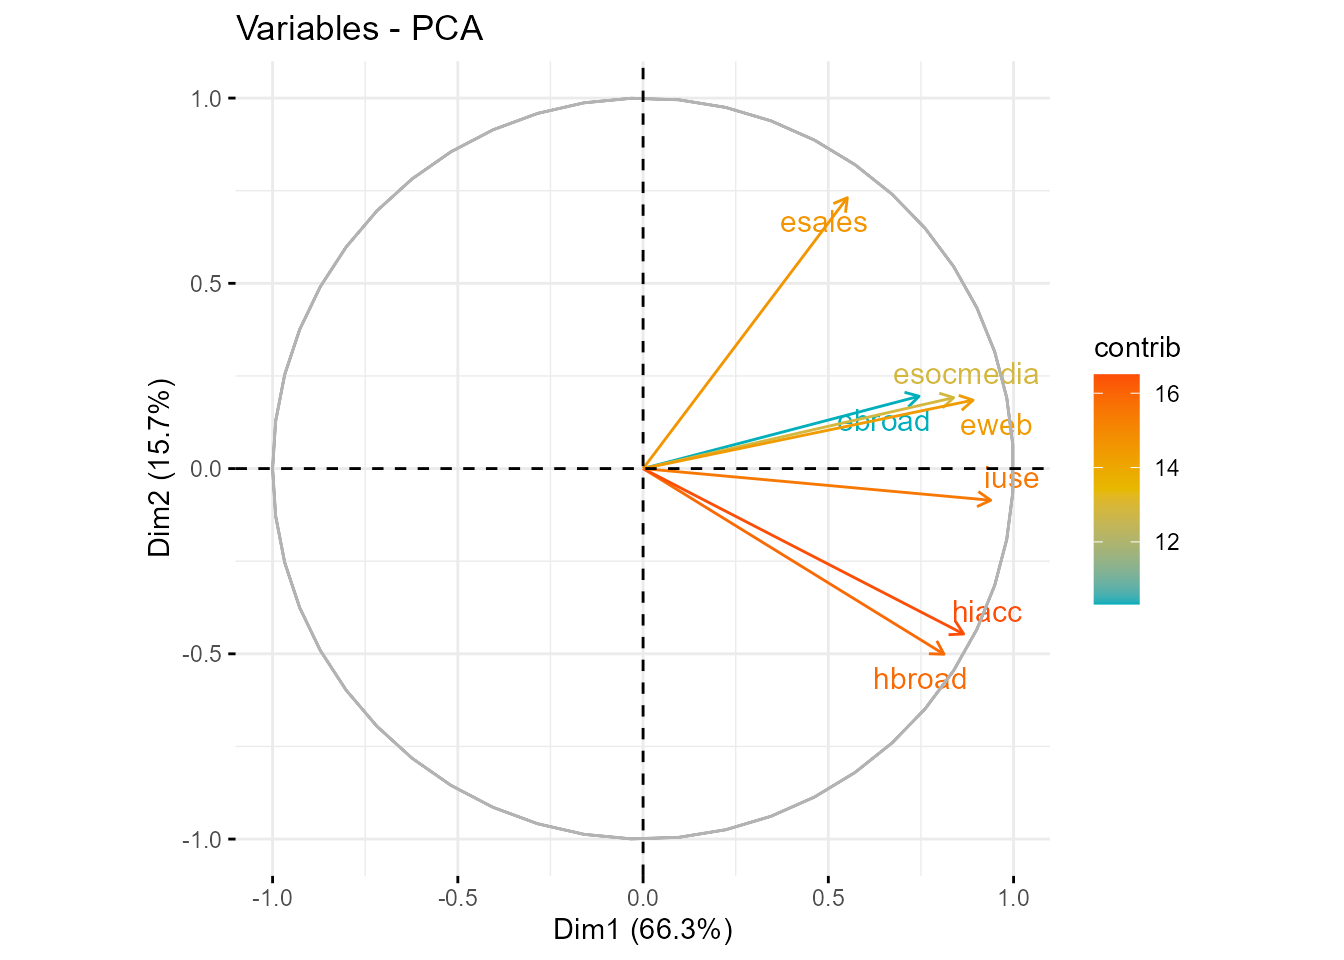 Variables - PCA
1.0
0.5
0.0
-0.5
-1.0
Dim2 (15.7%)
esales
esocmedia
ebroad
eweb
iuse
hiacc
hbroad
-1.0
-0.5
0.0
0.5
1.0
Dim1 (66.3%)
contrib
16
14
12